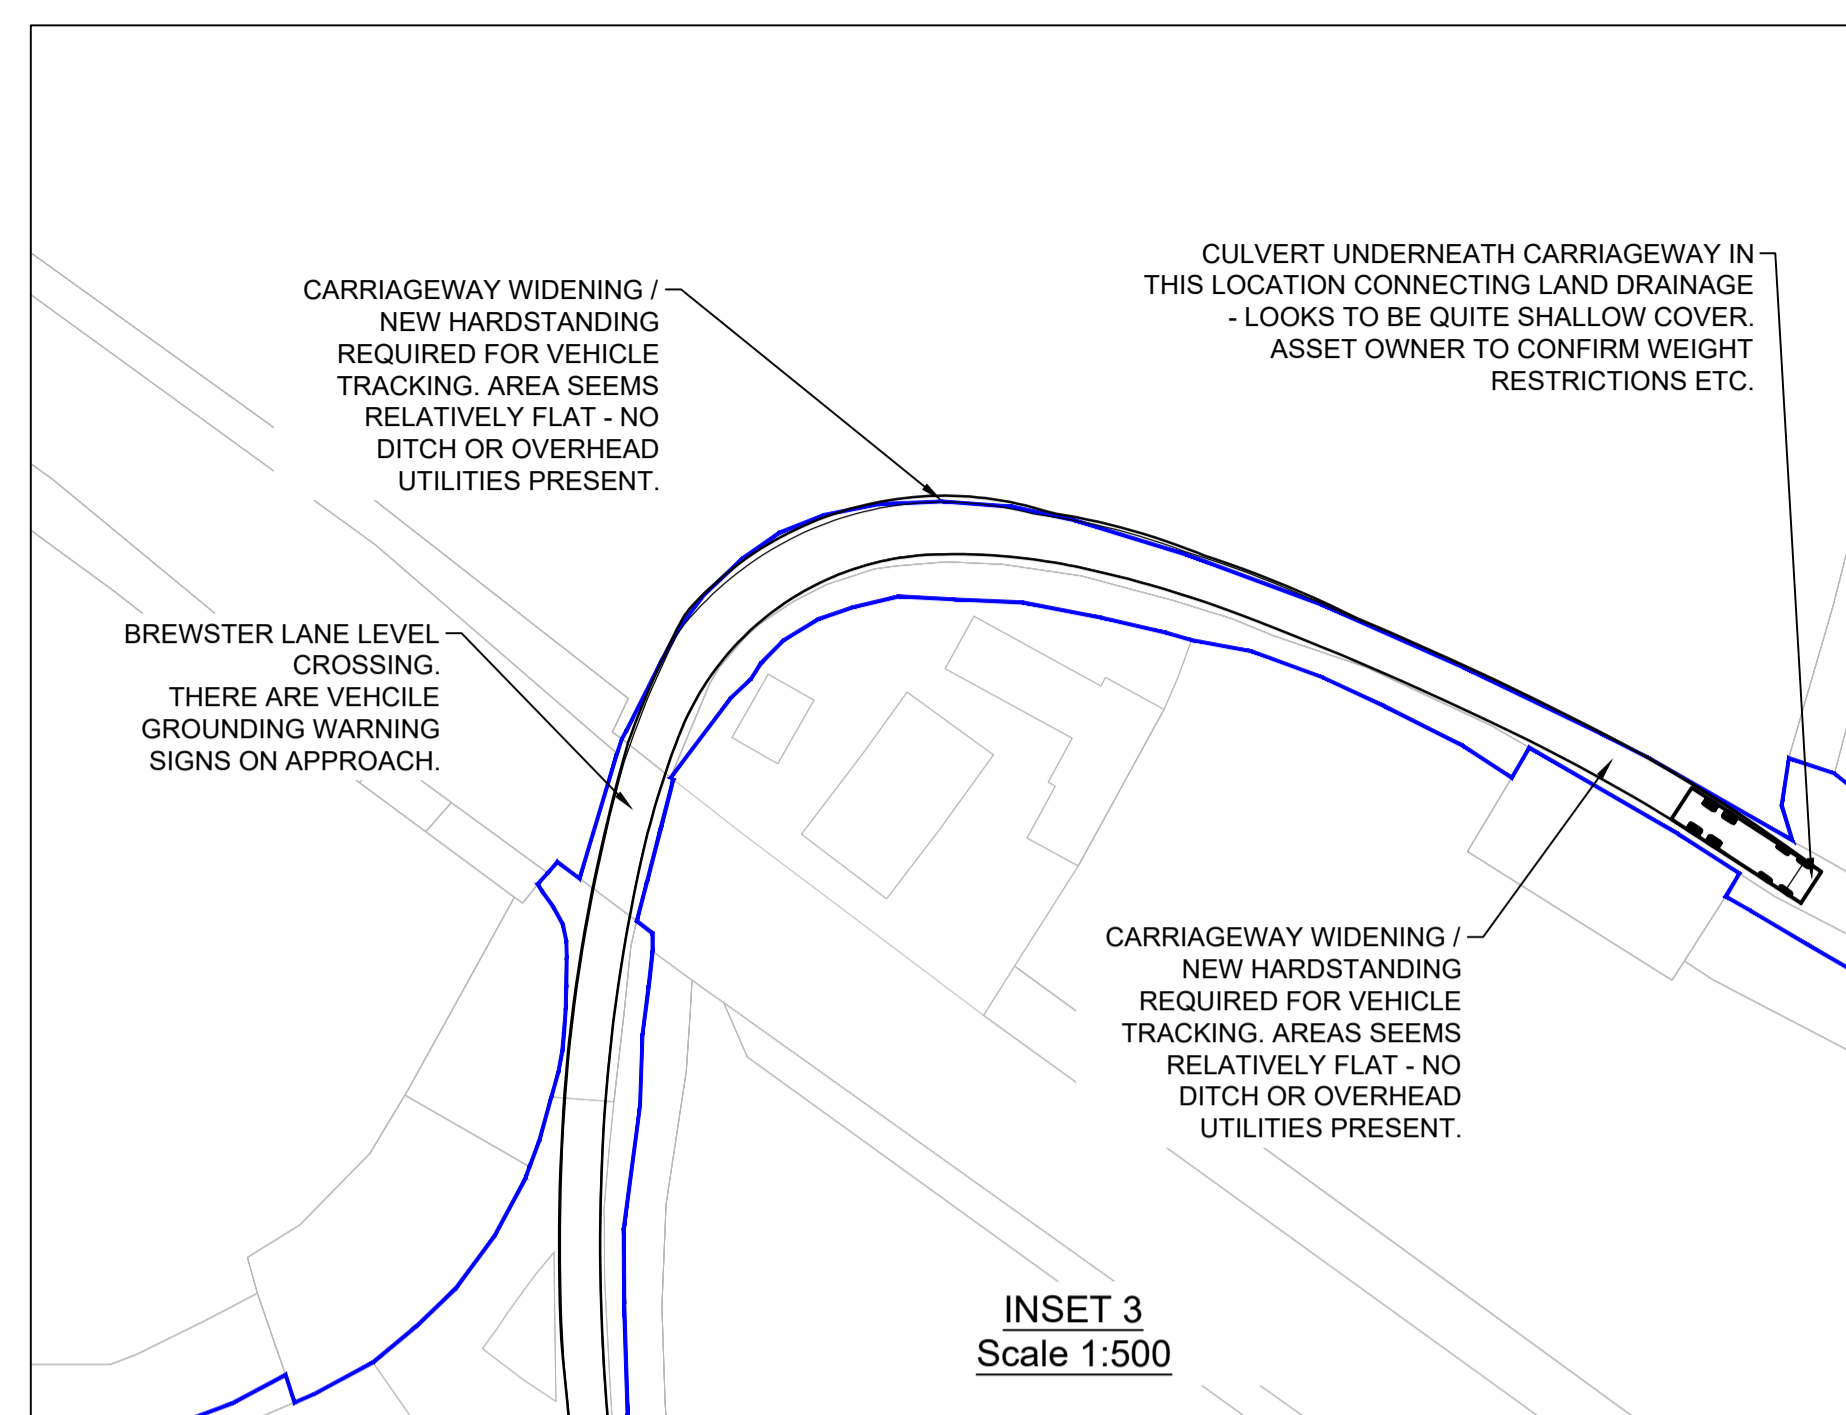 CARRIAGEWAY WIDENING /
NEW HARDSTANDING
REQUIRED FOR VEHICLE
TRACKING. AREA SEEMS
RELATIVELY FLAT - NO
DITCH OR OVERHEAD
UTILITIES PRESENT.
CULVERT UNDERNEATH CARRIAGEWAY IN
THIS LOCATION CONNECTING LAND DRAINAGE
- LOOKS TO BE QUITE SHALLOW COVER.
ASSET OWNER TO CONFIRM WEIGHT
RESTRICTIONS ETC.
BREWSTER LANE LEVEL
CROSSING.
THERE ARE VEHCILE
GROUNDING WARNING
SIGNS ON APPROACH.
CARRIAGEWAY WIDENING /
NEW HARDSTANDING
REQUIRED FOR VEHICLE
TRACKING. AREAS SEEMS
RELATIVELY FLAT - NO
DITCH OR OVERHEAD
UTILITIES PRESENT.
INSET 3
Scale 1:500